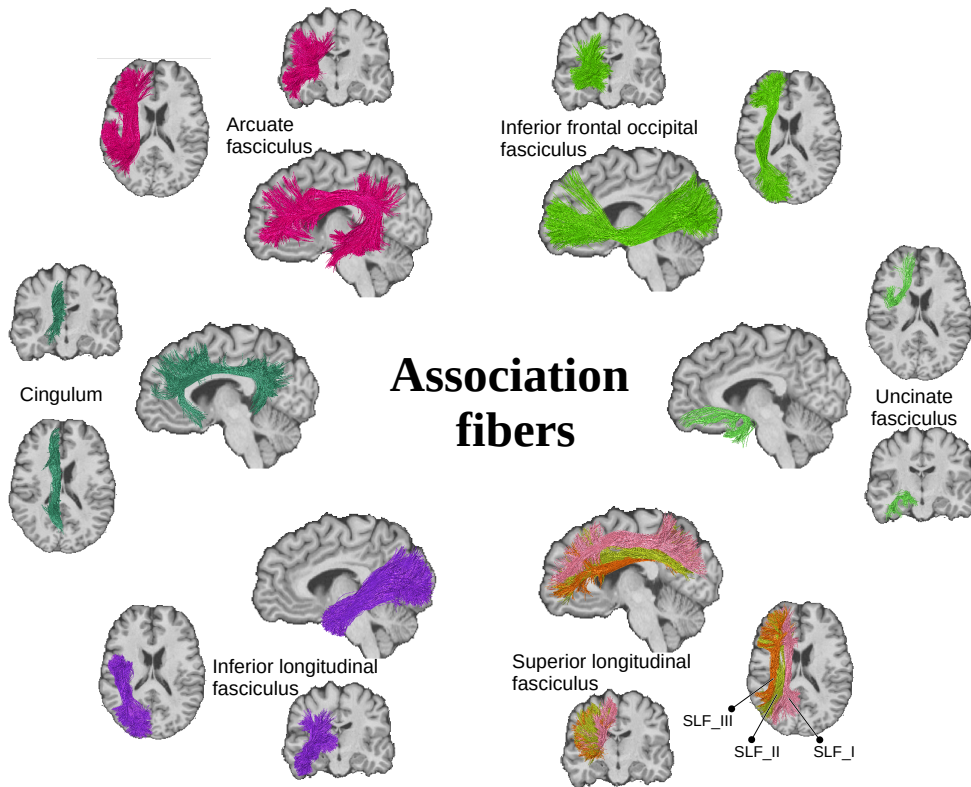 Arcuate
fasciculus
Inferior frontal occipital
fasciculus
Cingulum
Association
fibers
Uncinate
fasciculus
Inferior longitudinal
fasciculus
Superior longitudinal
fasciculus
SLF_III
SLF_II
SLF_I